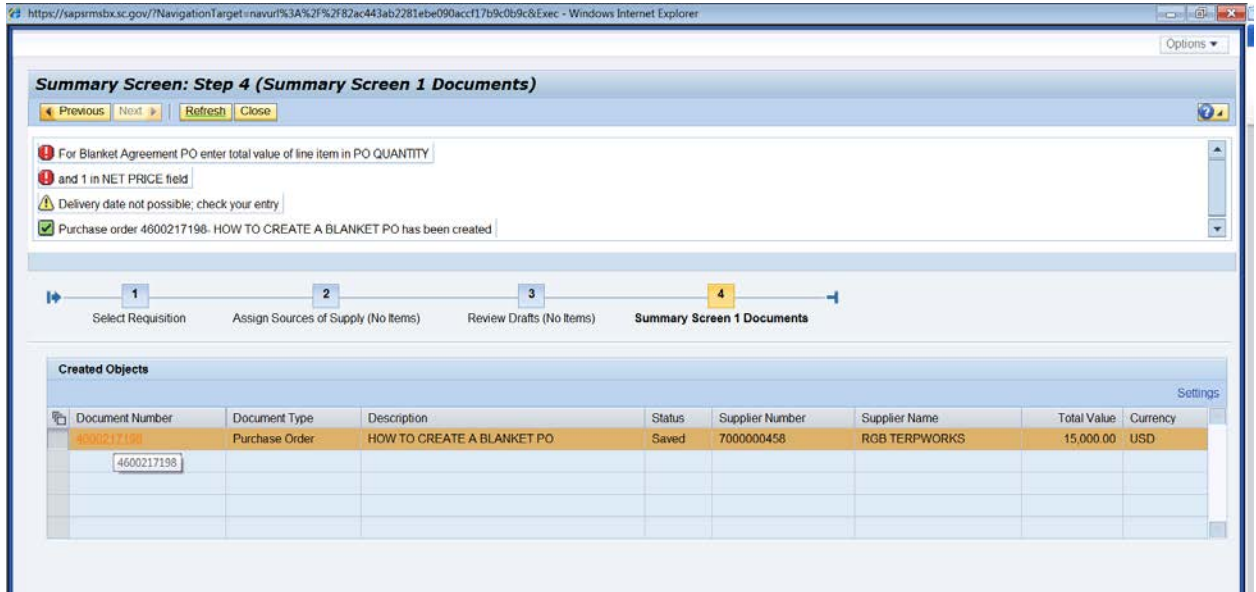 https://sapsrmsbx.sc.gov/?NavigationTarget=navurl%3A%2F%2F82ac443ab2281ebe090accf17b9c0b9c&Exec - Windows Internet Explorer
Options
Summary Screen: Step 4 (Summary Screen 1 Documents)
Previous Next Refresh Close
For Blanket Agreement PO enter total value of line item in PO QUANTITY
and 1 in NET PRICE field
Delivery date not possible; check your entry
Purchase order 4600217198- HOW TO CREATE A BLANKET PO has been created
1 2 3 4
Select Requisition Assign Sources of Supply (No Items) Review Drafts (No Items) Summary Screen 1 Documents
Created Objects
Settings
Document Number Document Type Description Status Supplier Number Supplier Name Total Value Currency
4600217198 Purchase Order HOW TO CREATE A BLANKET PO Saved 7000000458 RGB TERPWORKS 15,000.00 USD
4600217198